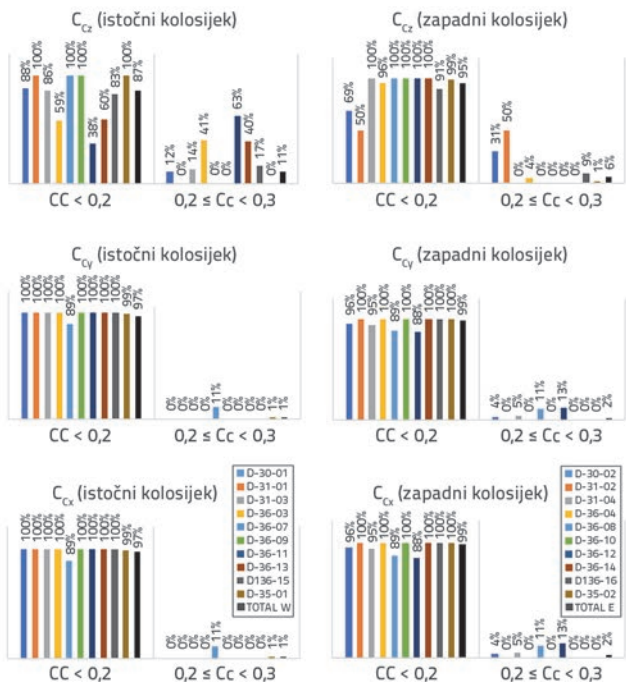 C_Cz (istočni kolosijek)
88% 100% 86% 59% 100% 100% 38% 60% 83% 100% 87%
12% 0% 14% 41% 0% 0% 63% 40% 17% 0% 11%
CC < 0,2
0,2 ≤ Cc < 0,3
C_Cz (zapadni kolosijek)
69% 50% 100% 96% 100% 100% 100% 100% 91% 99% 95%
31% 50% 0% 4% 0% 0% 0% 0% 9% 1% 6%
CC < 0,2
0,2 ≤ Cc < 0,3
C_Cy (istočni kolosijek)
100% 100% 100% 100% 89% 100% 100% 100% 100% 99% 97%
0% 0% 0% 0% 11% 0% 0% 0% 0% 1% 1%
CC < 0,2
0,2 ≤ Cc < 0,3
C_Cy (zapadni kolosijek)
96% 100% 95% 100% 89% 100% 88% 100% 100% 100% 99%
4% 0% 5% 0% 11% 0% 13% 0% 0% 0% 2%
CC < 0,2
0,2 ≤ Cc < 0,3
C_Cx (istočni kolosijek)
100% 100% 100% 100% 89% 100% 100% 100% 100% 99% 97%
0% 0% 0% 0% 11% 0% 0% 0% 0% 1% 1%
CC < 0,2
0,2 ≤ Cc < 0,3
D-30-01
D-31-01
D-31-03
D-36-03
D-36-07
D-36-09
D-36-11
D-36-13
D136-15
D-35-01
TOTAL W
C_Cx (zapadni kolosijek)
96% 100% 95% 100% 89% 100% 88% 100% 100% 100% 99%
4% 0% 5% 0% 11% 0% 13% 0% 0% 0% 2%
CC < 0,2
0,2 ≤ Cc < 0,3
D-30-02
D-31-02
D-31-04
D-36-04
D-36-08
D-36-10
D-36-12
D-36-14
D136-16
D-35-02
TOTAL E